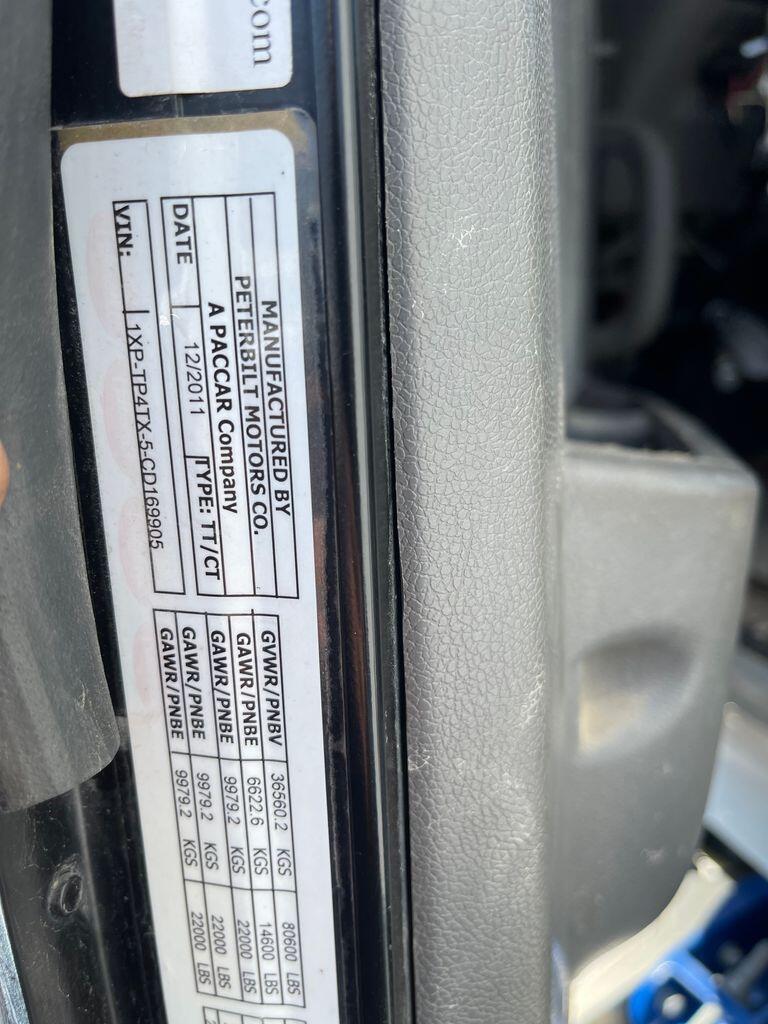 .com
MANUFACTURED BY
PETERBILT MOTORS CO.
A PACCAR Company
DATE 12/2011 TYPE: TT/CT
VIN: 1XP-TP4TX-5-CD169905
GVWR/PNBV 36560.2 KGS 80600 LBS
GAWR/PNBE 6622.6 KGS 14600 LBS
GAWR/PNBE 9979.2 KGS 22000 LBS
GAWR/PNBE 9979.2 KGS 22000 LBS
GAWR/PNBE 9979.2 KGS 22000 LBS